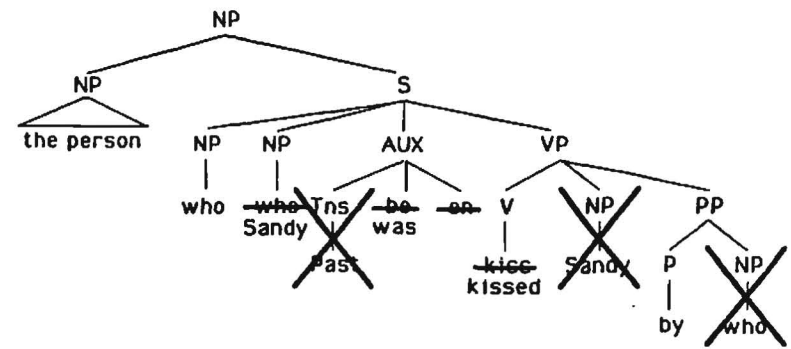 NP
NP S
the person NP NP AUX VP
who who Tns be en V NP PP
Sandy was
Past kiss Sandy P NP
kissed
by who